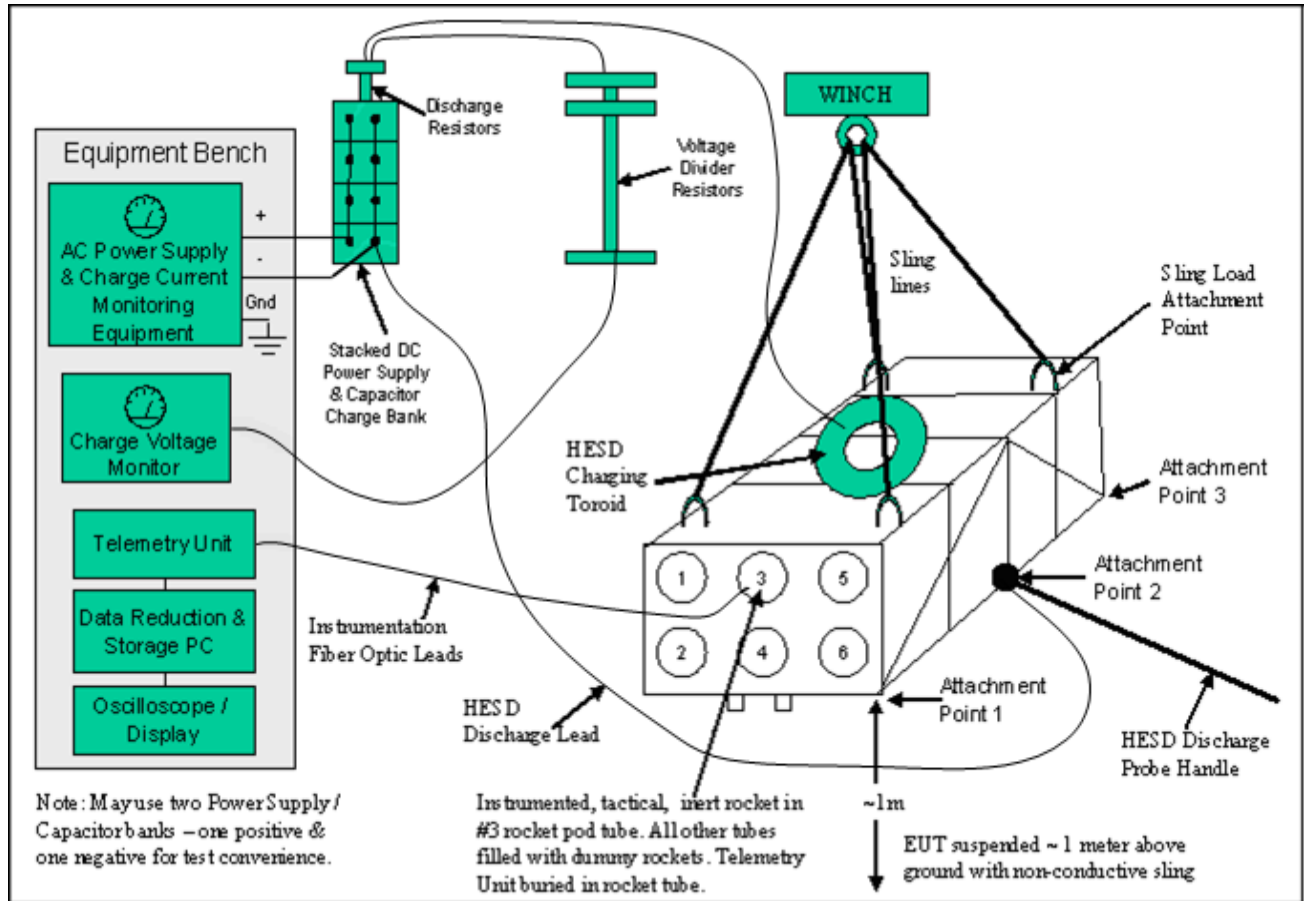 Discharge
Resistors
WINCH
Equipment Bench
Voltage
Divider
Resistors
+
AC Power Supply
& Charge Current
Monitoring
Equipment
-
Gnd
Sling
lines
Sling Load
Attachment
Point
Stacked DC
Power Supply
& Capacitor
Charge Bank
Charge Voltage
Monitor
HESD
Charging
Toroid
Attachment
Point 3
Telemetry Unit
1
3
5
Attachment
Point 2
Data Reduction &
Storage PC
Instrumentation
Fiber Optic Leads
2
4
6
Oscilloscope /
Display
HESD
Discharge Lead
Attachment
Point 1
HESD Discharge
Probe Handle
Note: May use two Power Supply /
Capacitor banks – one positive &
one negative for test convenience.
Instrumented, tactical, inert rocket in
#3 rocket pod tube. All other tubes
filled with dummy rockets. Telemetry
Unit buried in rocket tube.
~1m
EUT suspended ~ 1 meter above
ground with non-conductive sling